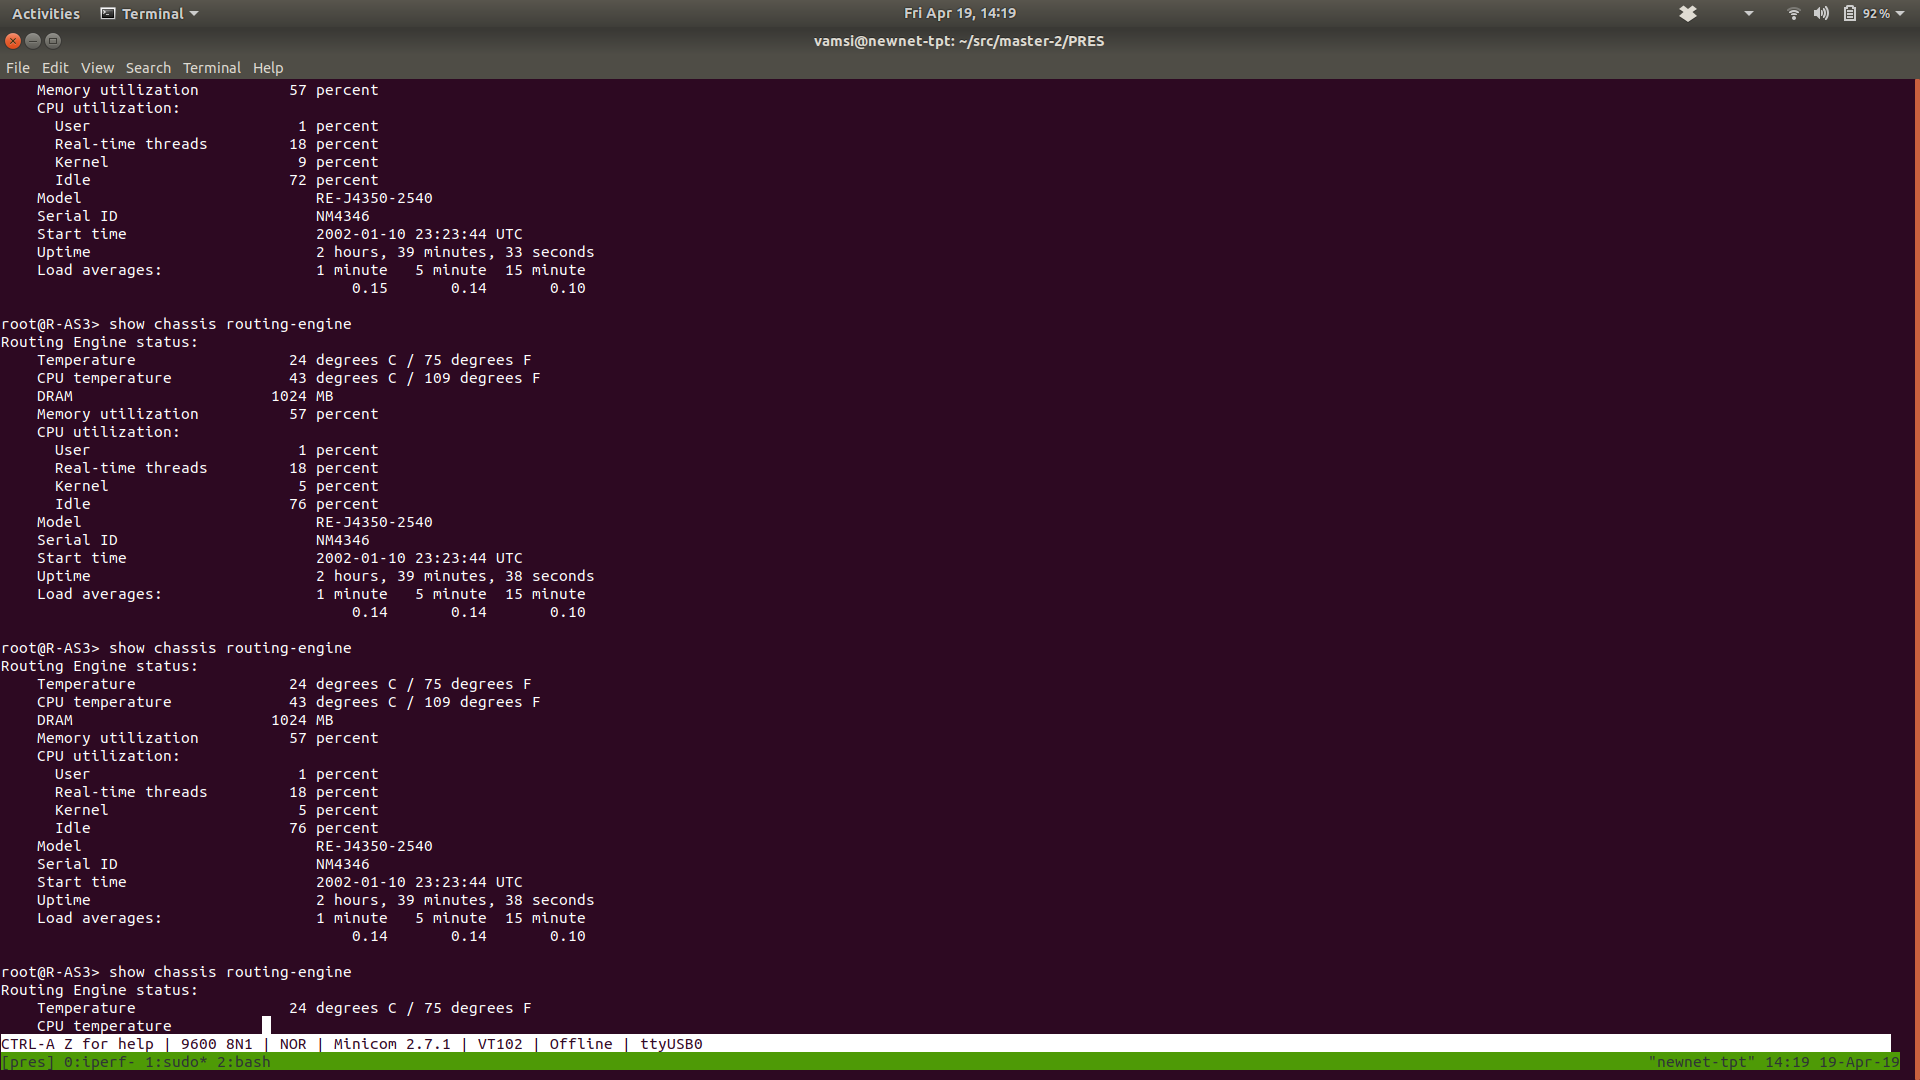 Activities Terminal Fri Apr 19, 14:19 92 %
vamsi@newnet-tpt: ~/src/master-2/PRES
File Edit View Search Terminal Help
    Memory utilization          57 percent
    CPU utilization:
      User                       1 percent
      Real-time threads         18 percent
      Kernel                     9 percent
      Idle                      72 percent
    Model                          RE-J4350-2540
    Serial ID                      NM4346
    Start time                     2002-01-10 23:23:44 UTC
    Uptime                         2 hours, 39 minutes, 33 seconds
    Load averages:                 1 minute   5 minute  15 minute
                                       0.15       0.14       0.10
root@R-AS3> show chassis routing-engine
Routing Engine status:
    Temperature                 24 degrees C / 75 degrees F
    CPU temperature             43 degrees C / 109 degrees F
    DRAM                      1024 MB
    Memory utilization          57 percent
    CPU utilization:
      User                       1 percent
      Real-time threads         18 percent
      Kernel                     5 percent
      Idle                      76 percent
    Model                          RE-J4350-2540
    Serial ID                      NM4346
    Start time                     2002-01-10 23:23:44 UTC
    Uptime                         2 hours, 39 minutes, 38 seconds
    Load averages:                 1 minute   5 minute  15 minute
                                       0.14       0.14       0.10
root@R-AS3> show chassis routing-engine
Routing Engine status:
    Temperature                 24 degrees C / 75 degrees F
    CPU temperature             43 degrees C / 109 degrees F
    DRAM                      1024 MB
    Memory utilization          57 percent
    CPU utilization:
      User                       1 percent
      Real-time threads         18 percent
      Kernel                     5 percent
      Idle                      76 percent
    Model                          RE-J4350-2540
    Serial ID                      NM4346
    Start time                     2002-01-10 23:23:44 UTC
    Uptime                         2 hours, 39 minutes, 38 seconds
    Load averages:                 1 minute   5 minute  15 minute
                                       0.14       0.14       0.10
root@R-AS3> show chassis routing-engine
Routing Engine status:
    Temperature                 24 degrees C / 75 degrees F
    CPU temperature
CTRL-A Z for help | 9600 8N1 | NOR | Minicom 2.7.1 | VT102 | Offline | ttyUSB0
[pres] 0:iperf- 1:sudo* 2:bash "newnet-tpt" 14:19 19-Apr-19